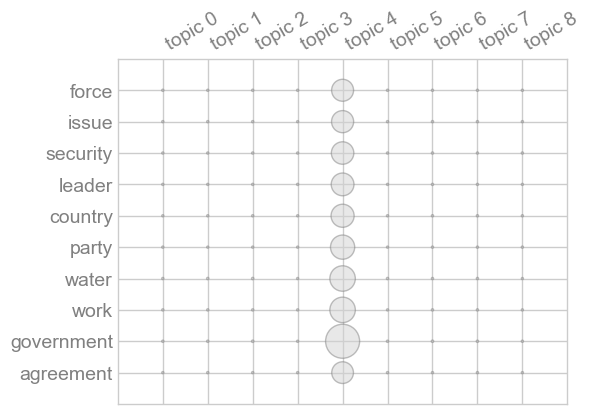 topic 0 topic 1 topic 2 topic 3 topic 4 topic 5 topic 6 topic 7 topic 8
force
issue
security
leader
country
party
water
work
government
agreement